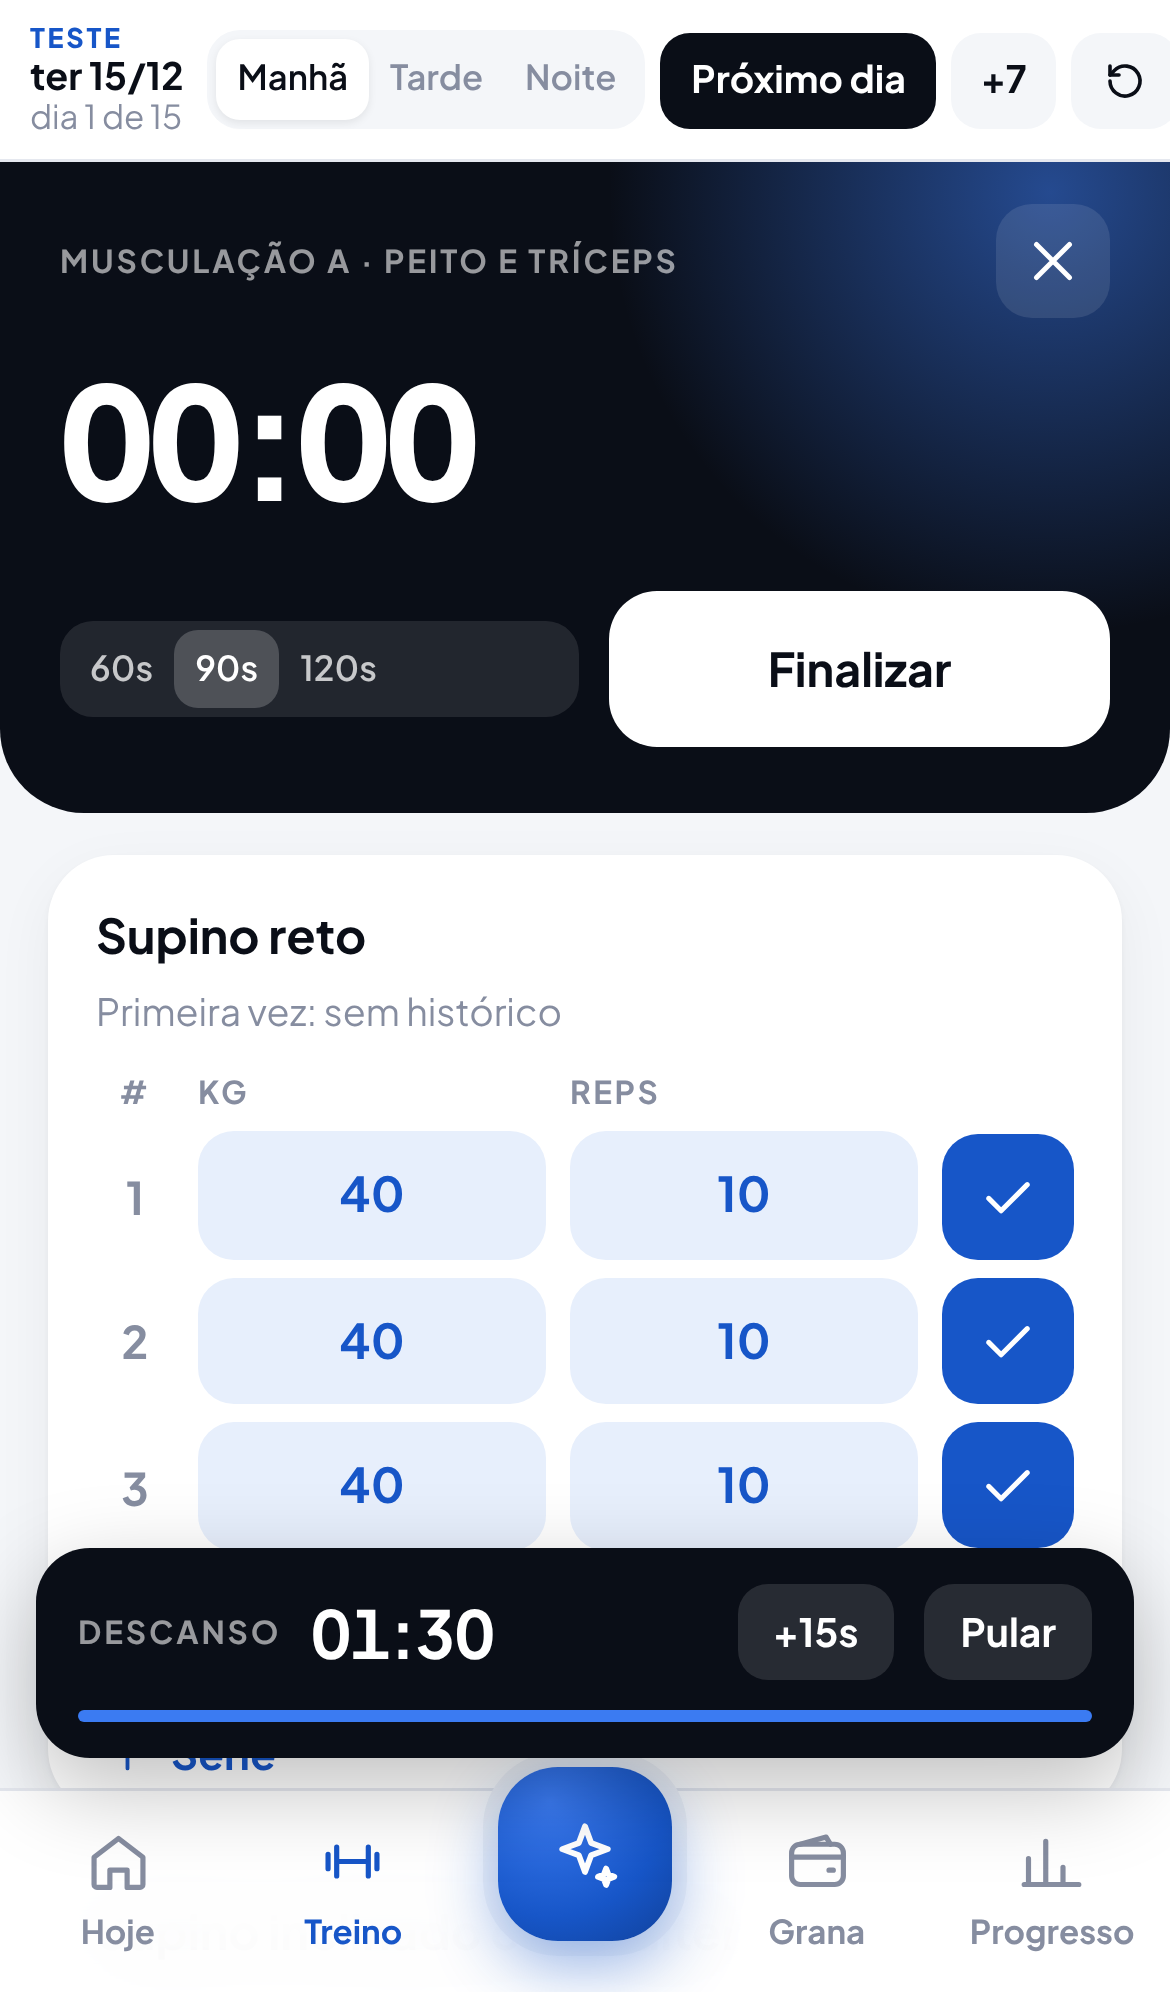 TESTE
ter 15/12
dia 1 de 15
Manhã Tarde Noite
Próximo dia
+7
MUSCULAÇÃO A · PEITO E TRÍCEPS
00:00
60s 90s 120s
Finalizar
Supino reto
Primeira vez: sem histórico
# KG REPS
1 40 10
2 40 10
3 40 10
DESCANSO 01:30 +15s Pular
Série
Hoje Treino Grana Progresso